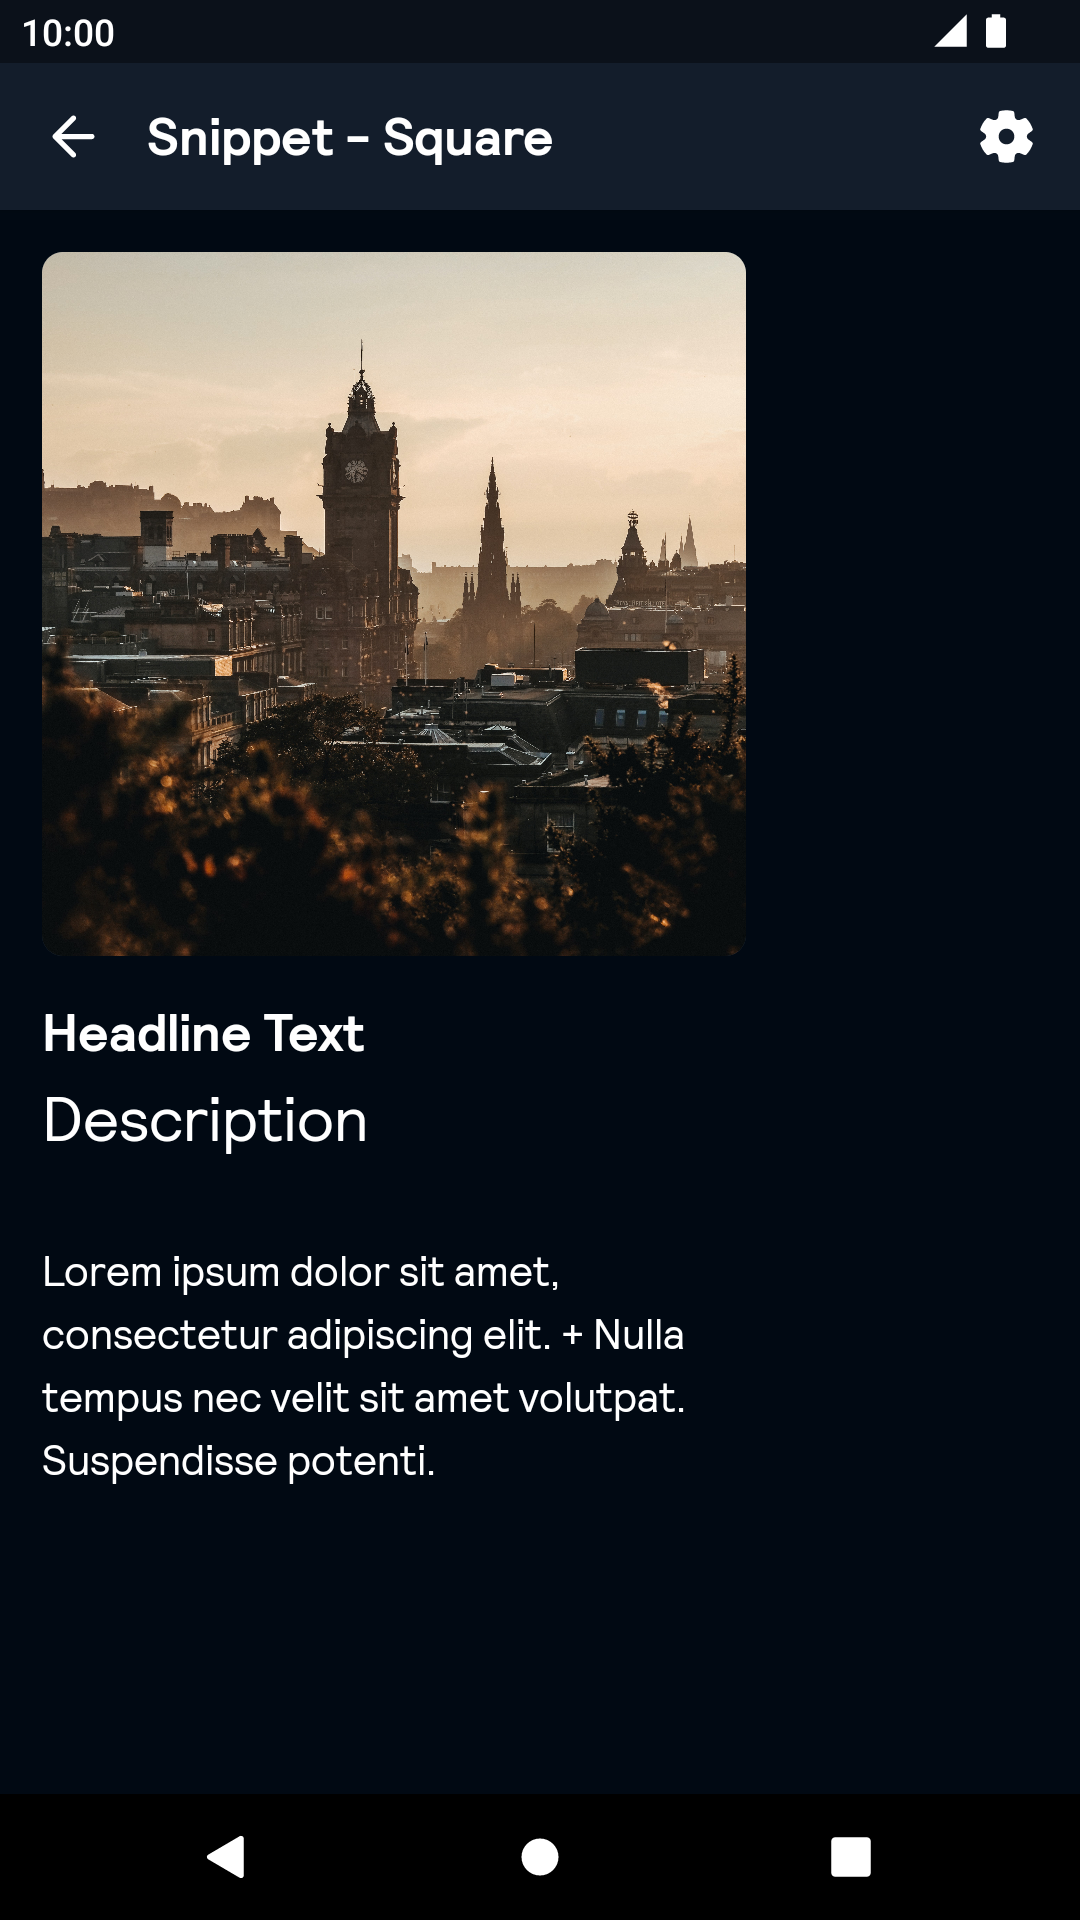 10:00
Snippet - Square
Headline Text
Description
Lorem ipsum dolor sit amet,
consectetur adipiscing elit. + Nulla
tempus nec velit sit amet volutpat.
Suspendisse potenti.